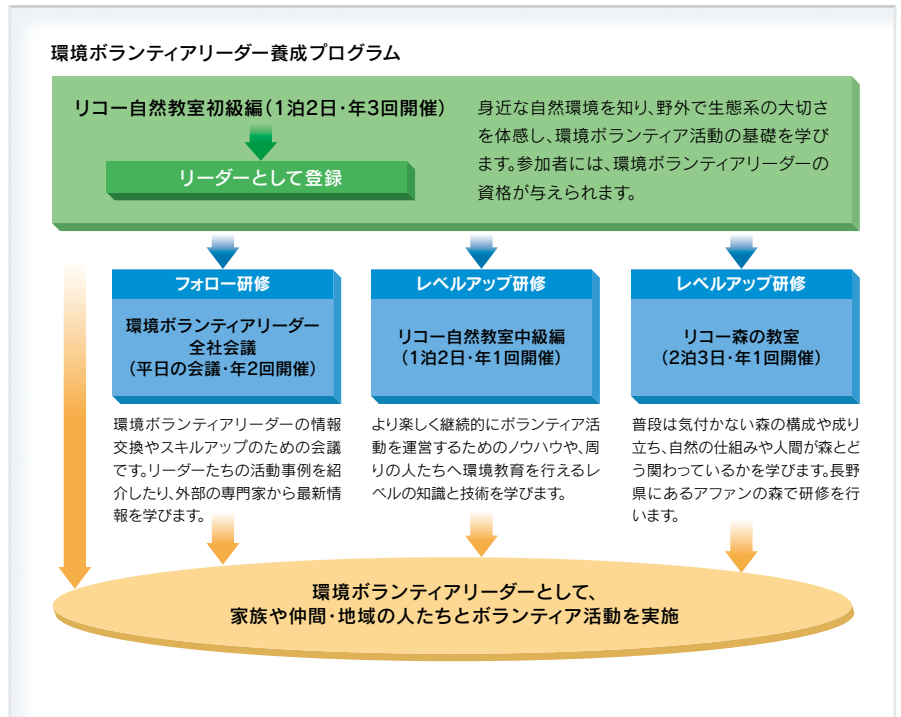 環境ボランティアリーダー養成プログラム
リコー自然教室初級編(1泊2日・年3回開催)
リーダーとして登録
身近な自然環境を知り、野外で生態系の大切さ
を体感し、環境ボランティア活動の基礎を学び
ます。参加者には、環境ボランティアリーダーの
資格が与えられます。
フォロー研修
環境ボランティアリーダー
全社会議
(平日の会議・年2回開催)
環境ボランティアリーダーの情報
交換やスキルアップのための会議
です。リーダーたちの活動事例を紹
介したり、外部の専門家から最新情
報を学びます。
レベルアップ研修
リコー自然教室中級編
(1泊2日・年1回開催)
より楽しく継続的にボランティア活
動を運営するためのノウハウや、周
りの人たちへ環境教育を行えるレ
ベルの知識と技術を学びます。
レベルアップ研修
リコー森の教室
(2泊3日・年1回開催)
普段は気付かない森の構成や成り
立ち、自然の仕組みや人間が森とど
う関わっているかを学びます。長野
県にあるアファンの森で研修を行
います。
環境ボランティアリーダーとして、
家族や仲間・地域の人たちとボランティア活動を実施